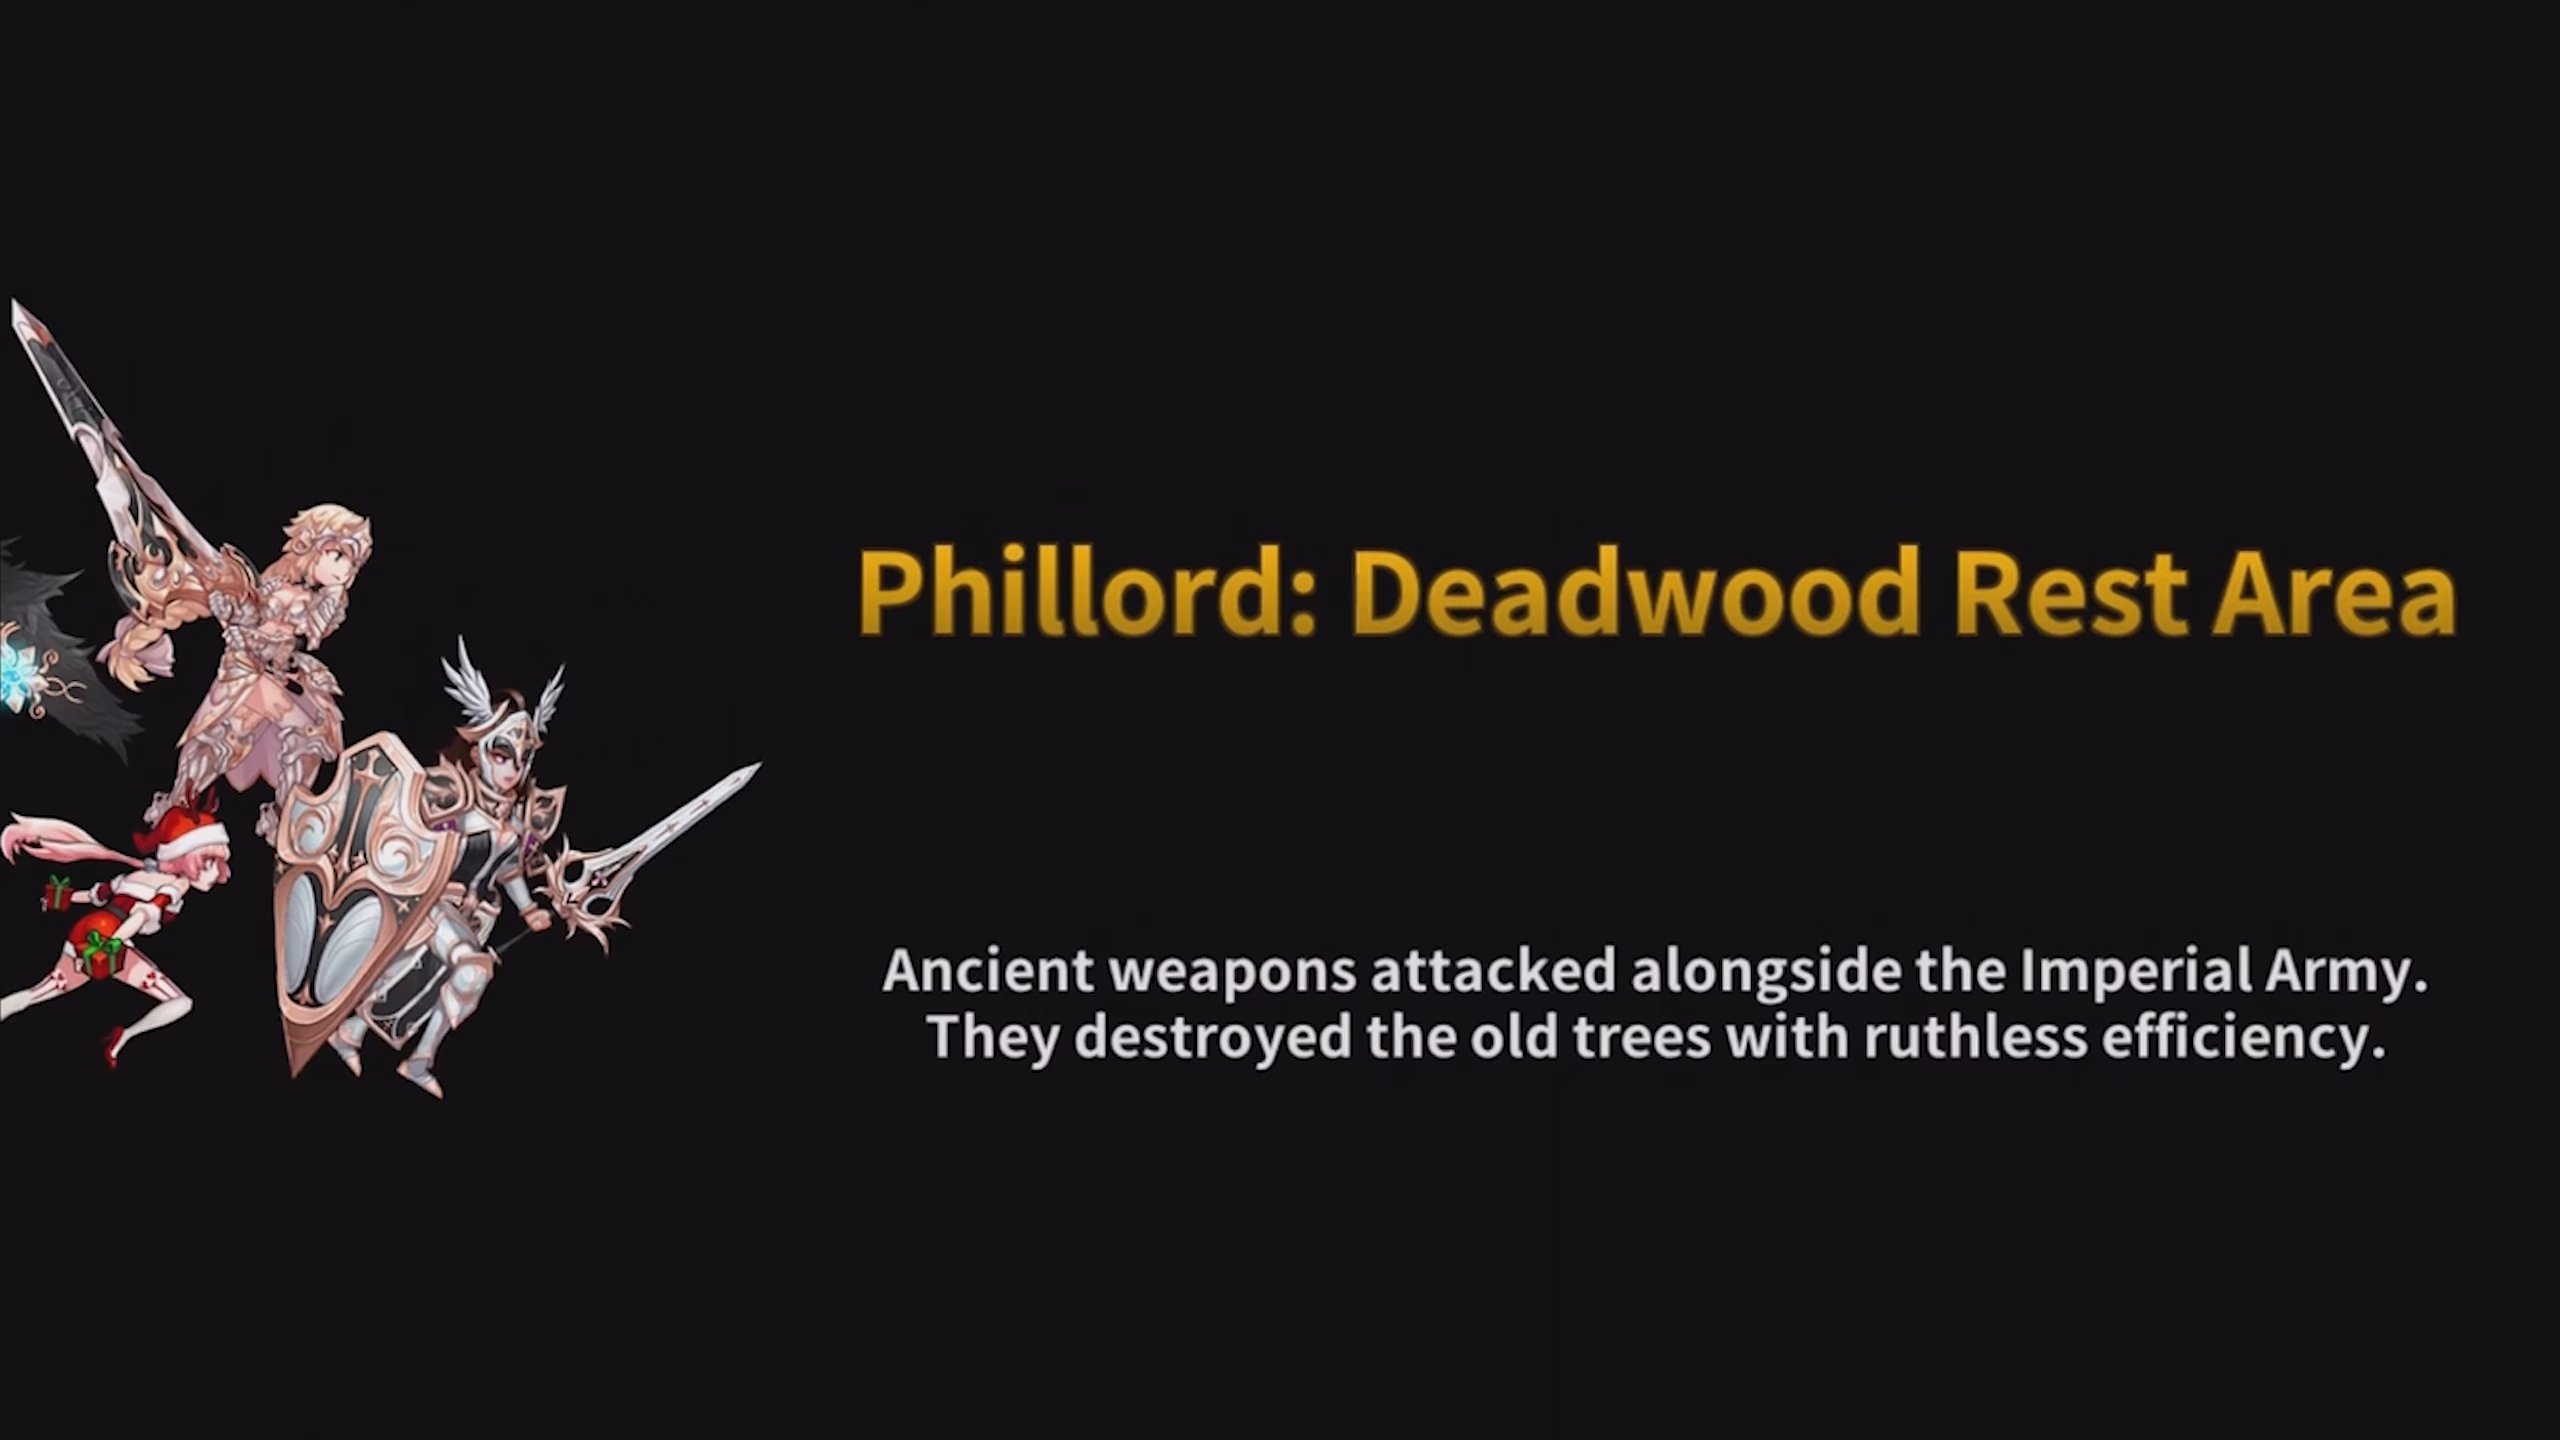 Phillord: Deadwood Rest Area
Ancient weapons attacked alongside the Imperial Army.
They destroyed the old trees with ruthless efficiency.